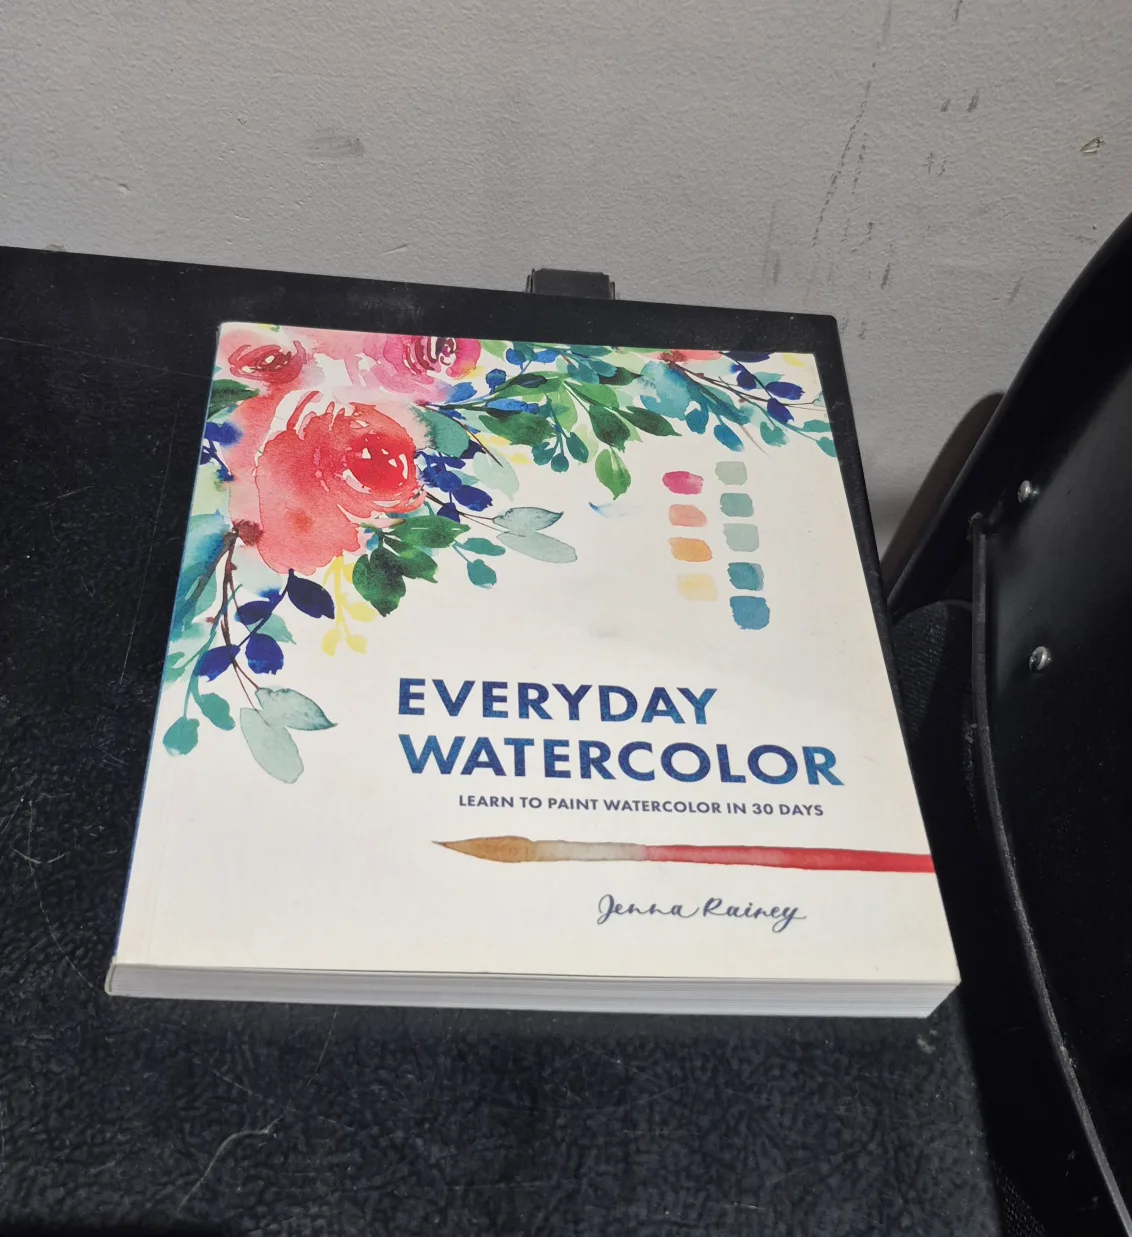 EVERYDAY
WATERCOLOR
LEARN TO PAINT WATERCOLOR IN 30 DAYS
Jenna Rainey